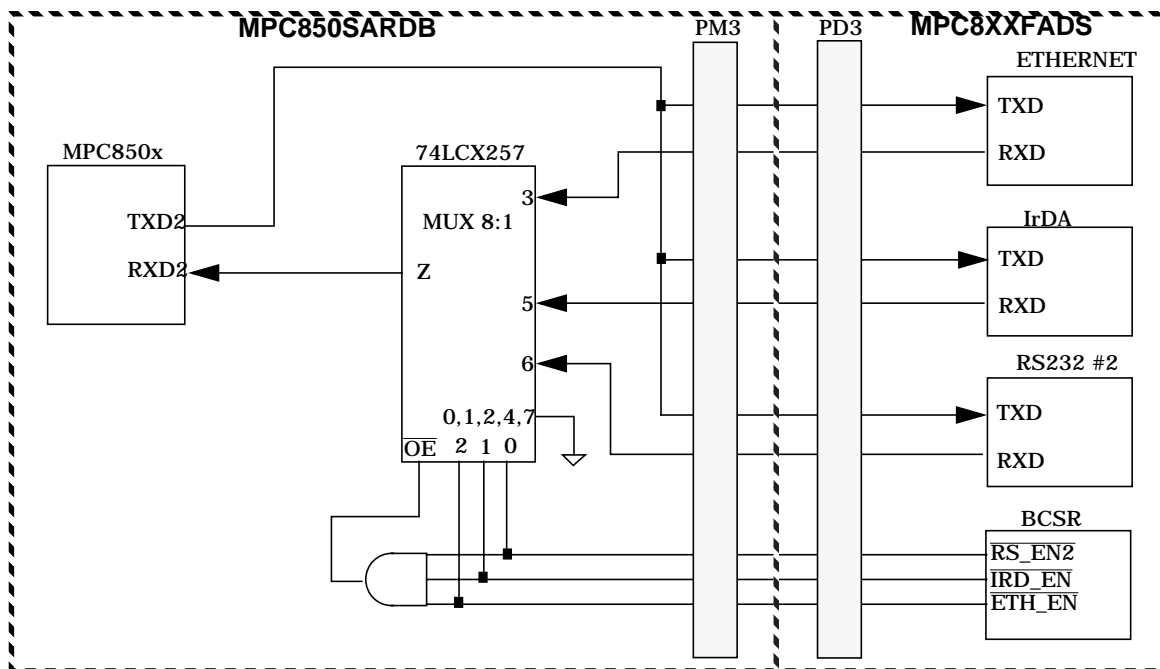 MPC850SARDB
PM3
PD3
MPC8XXFADS
ETHERNET
TXD
RXD
MPC850x
TXD2
RXD2
74LCX257
3
MUX 8:1
Z
5
6
0,1,2,4,7
OE 2 1 0
IrDA
TXD
RXD
RS232 #2
TXD
RXD
BCSR
RS_EN2
IRD_EN
ETH_EN